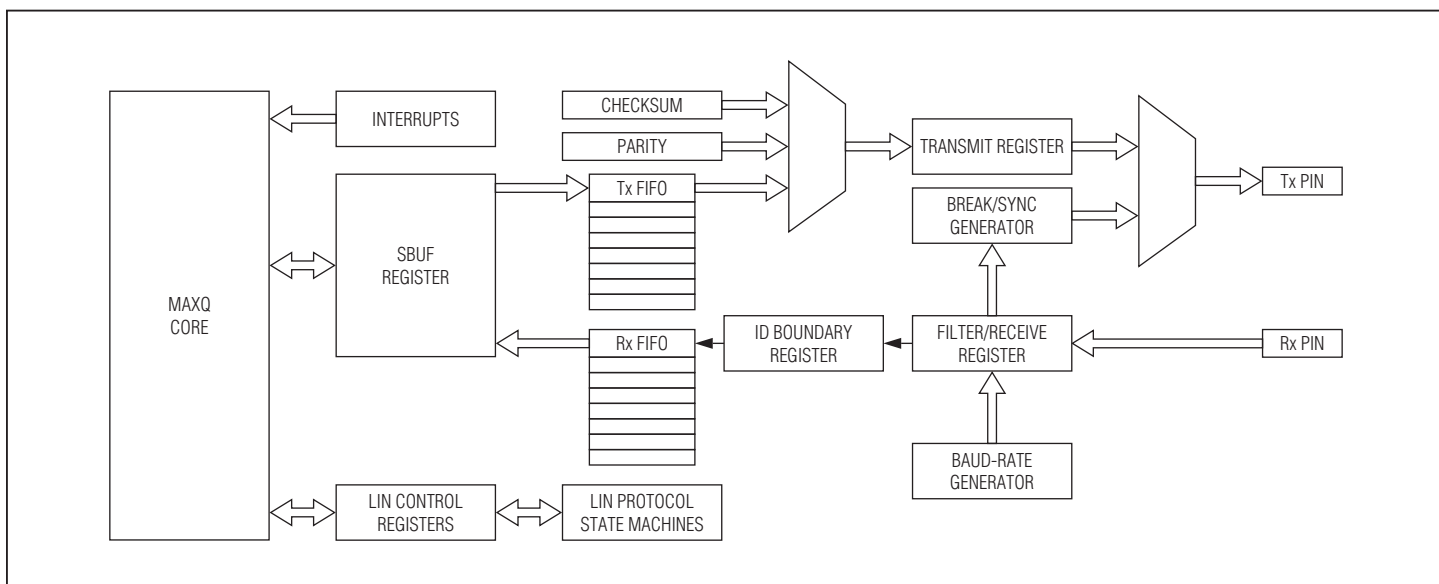 MAXQ
CORE
INTERRUPTS
SBUF
REGISTER
LIN CONTROL
REGISTERS
CHECKSUM
PARITY
Tx FIFO
Rx FIFO
LIN PROTOCOL
STATE MACHINES
ID BOUNDARY
REGISTER
TRANSMIT REGISTER
BREAK/SYNC
GENERATOR
FILTER/RECEIVE
REGISTER
BAUD-RATE
GENERATOR
Tx PIN
Rx PIN